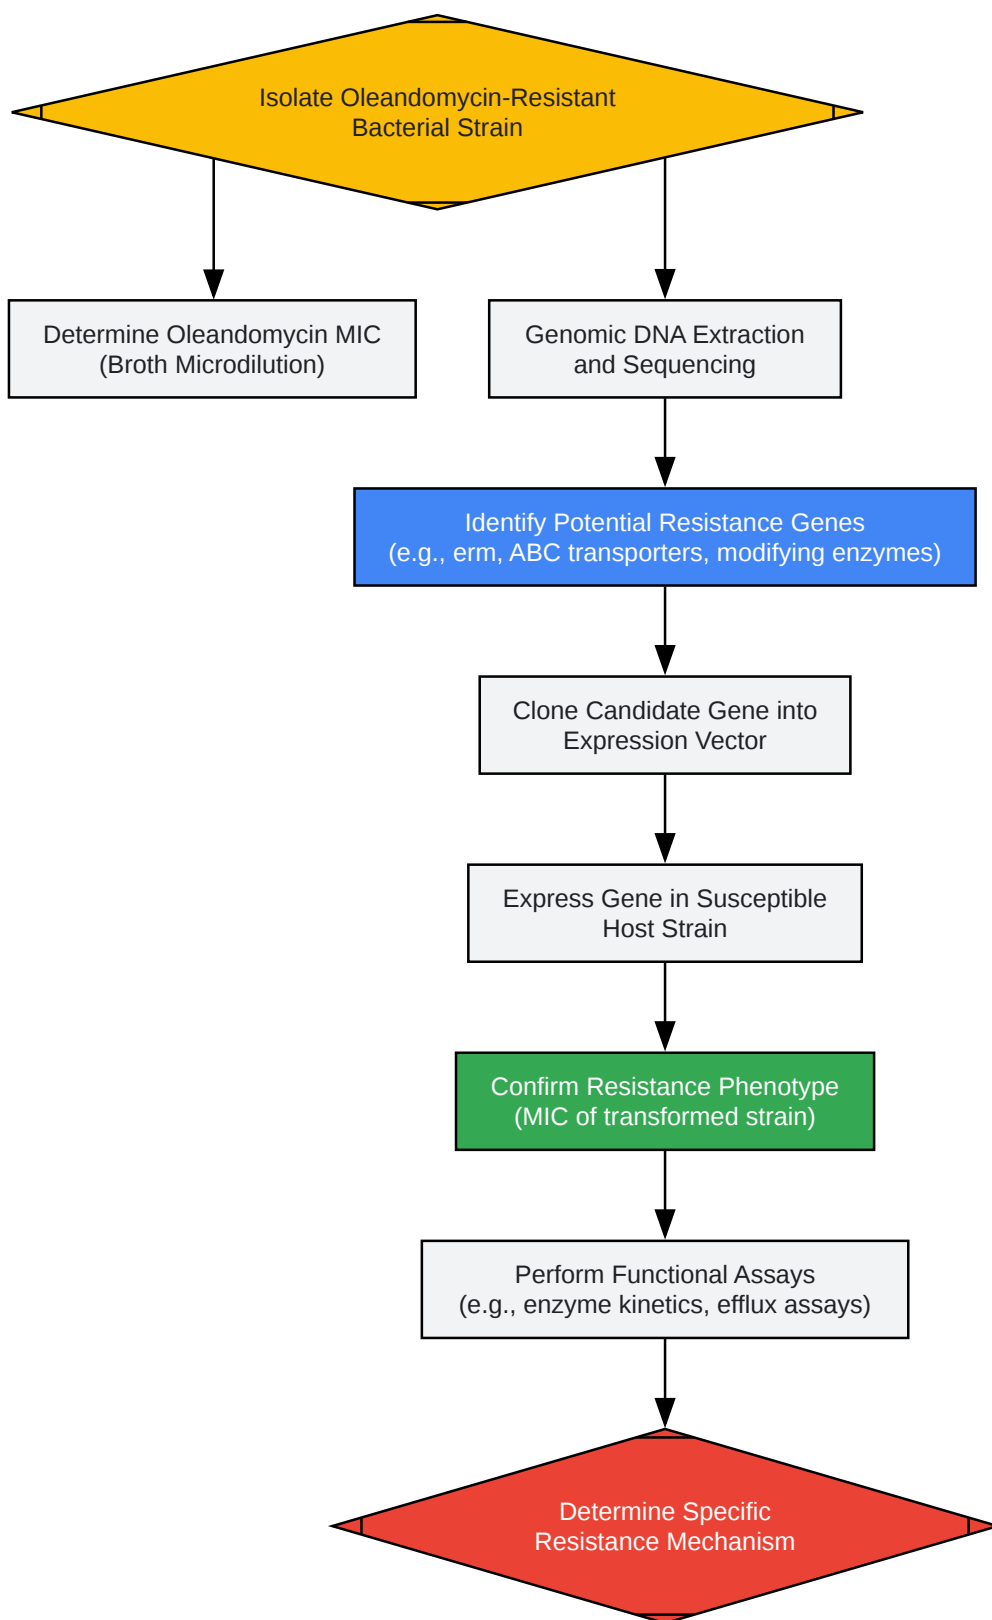 Isolate Oleandomycin-Resistant
Bacterial Strain
Determine Oleandomycin MIC
(Broth Microdilution)
Genomic DNA Extraction
and Sequencing
Identify Potential Resistance Genes
(e.g., erm, ABC transporters, modifying enzymes)
Clone Candidate Gene into
Expression Vector
Express Gene in Susceptible
Host Strain
Confirm Resistance Phenotype
(MIC of transformed strain)
Perform Functional Assays
(e.g., enzyme kinetics, efflux assays)
Determine Specific
Resistance Mechanism